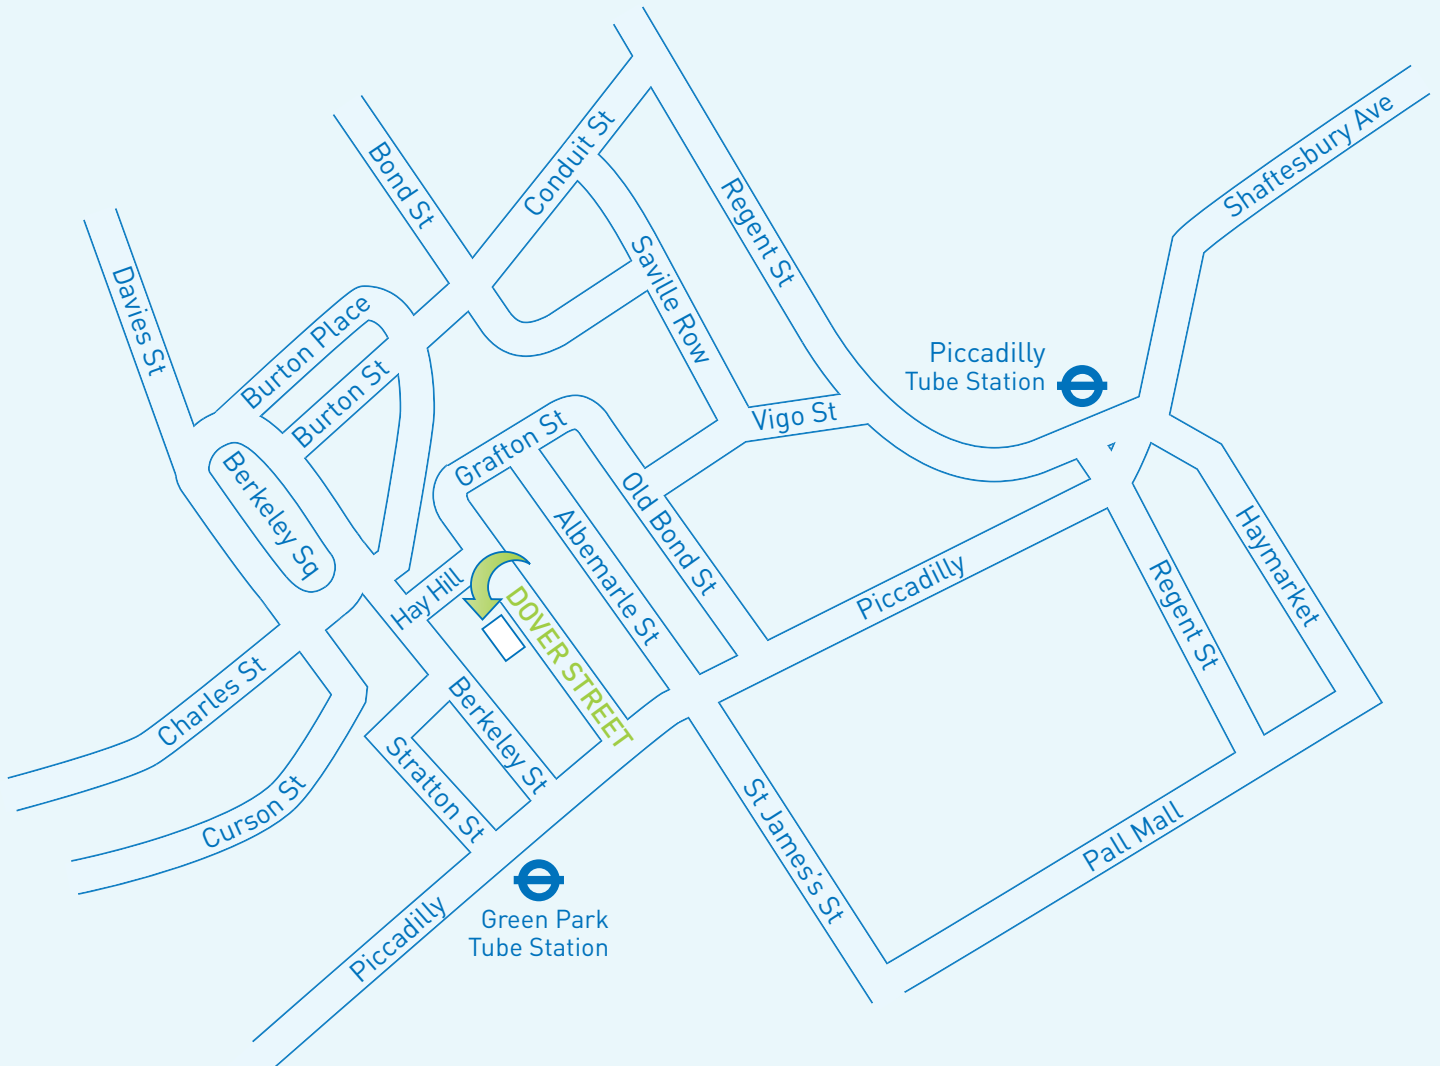 Shaftesbury Ave
Conduit St
Bond St
Regent St
Saville Row
Davies St
Burton Place
Burton St
Piccadilly
Tube Station
Vigo St
Grafton St
Berkeley Sq
Old Bond St
Albemarle St
Haymarket
Piccadilly
Hay Hill
DOVER STREET
Regent St
Charles St
Berkeley St
Stratton St
Curson St
St James's St
Pall Mall
Piccadilly
Green Park
Tube Station